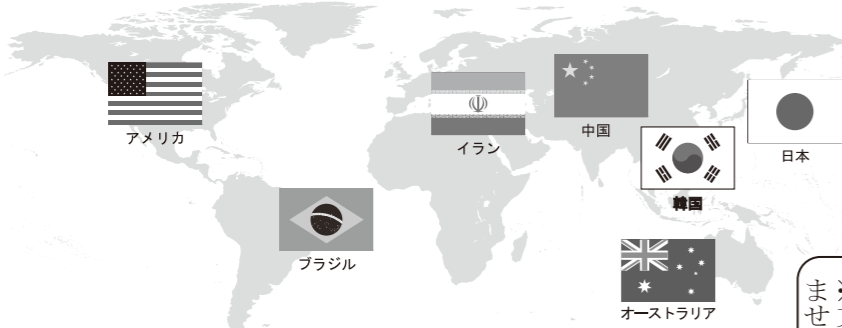 アメリカ
イラン
中国
日本
韓国
ブラジル
オーストラリア
ませ